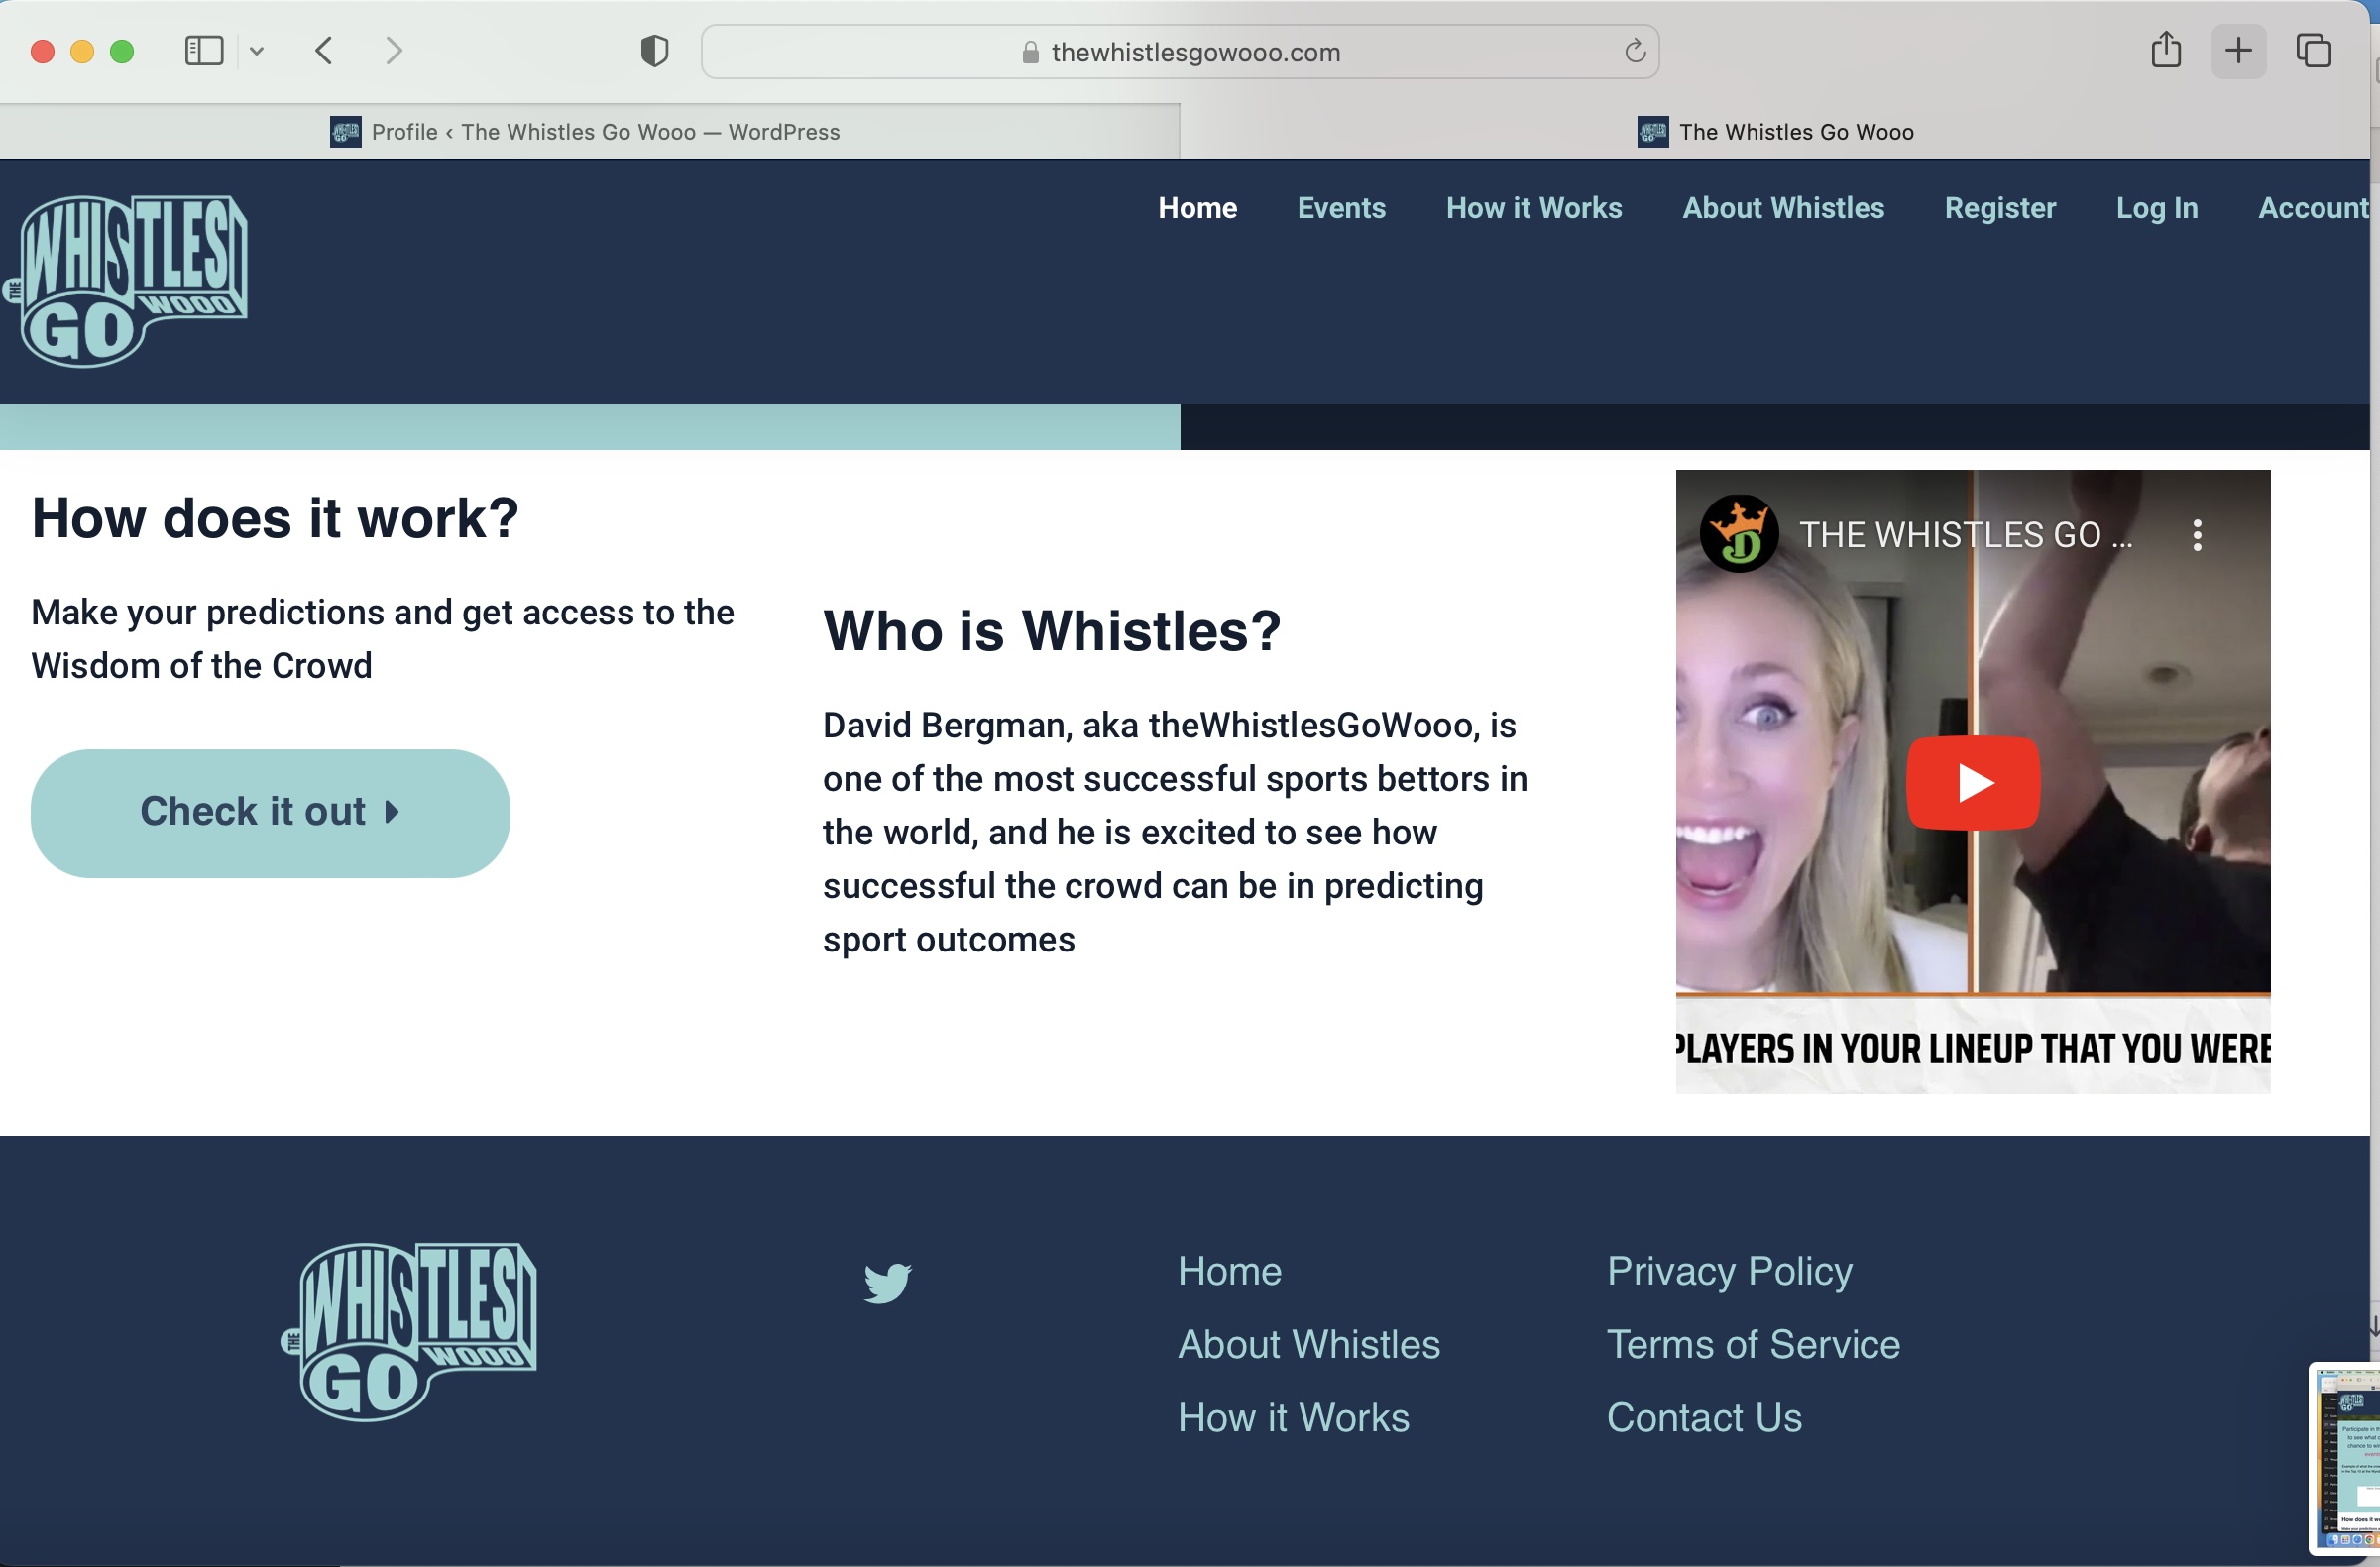 thewhistlesgowooo.com
Profile ‹ The Whistles Go Wooo — WordPress
The Whistles Go Wooo
THE WHISTLES GO WOOO
Home Events How it Works About Whistles Register Log In Account
How does it work?
Make your predictions and get access to the
Wisdom of the Crowd
Check it out
Who is Whistles?
David Bergman, aka theWhistlesGoWooo, is
one of the most successful sports bettors in
the world, and he is excited to see how
successful the crowd can be in predicting
sport outcomes
THE WHISTLES GO ...
PLAYERS IN YOUR LINEUP THAT YOU WERE
THE WHISTLES GO WOOO
Home
About Whistles
How it Works
Privacy Policy
Terms of Service
Contact Us